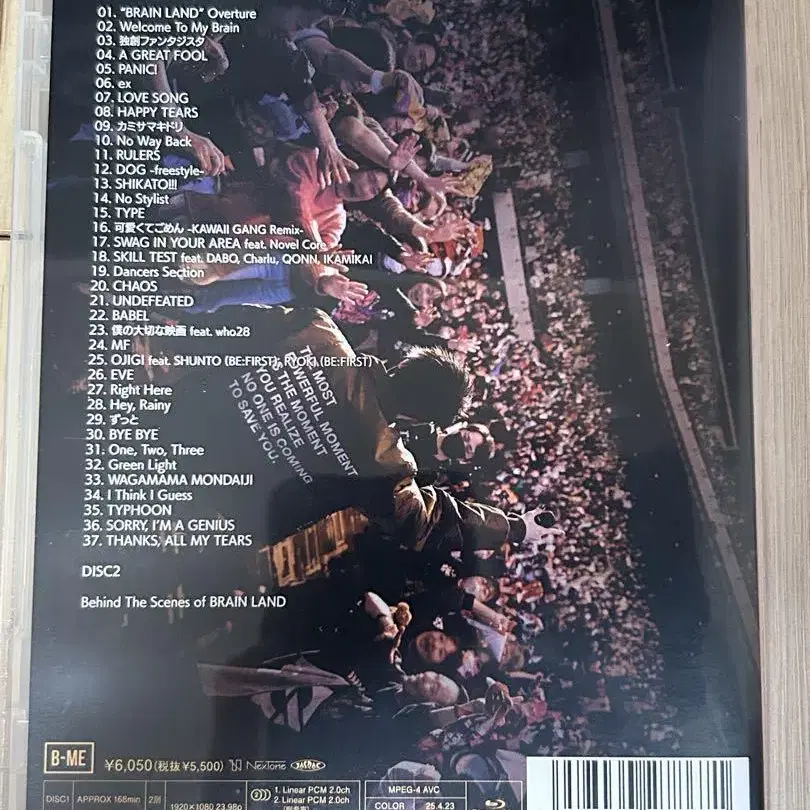 01. "BRAIN LAND" Overture
02. Welcome To My Brain
03. 独創ファンタジスタ
04. A GREAT FOOL
05. PANIC!
06. ex
07. LOVE SONG
08. HAPPY TEARS
09. カミサマキドリ
10. No Way Back
11. RULERS
12. DOG -freestyle-
13. SHIKATO!!!
14. No Stylist
15. TYPE
16. 可愛くてごめん -KAWAII GANG Remix-
17. SWAG IN YOUR AREA feat. Novel Core
18. SKILL TEST feat. DABO, Charlu, QONN, IKAMIKAI
19. Dancers Section
20. CHAOS
21. UNDEFEATED
22. BABEL
23. 僕の大切な映画 feat. who28
24. MF
25. OJIGI feat. SHUNTO (BE:FIRST), RYOKI (BE:FIRST)
26. EVE
27. Right Here
28. Hey, Rainy
29. ずっと
30. BYE BYE
31. One, Two, Three
32. Green Light
33. WAGAMAMA MONDAIJI
34. I Think I Guess
35. TYPHOON
36. SORRY, I'M A GENIUS
37. THANKS, ALL MY TEARS
THE MOST
POWERFUL MOMENT
IS THE MOMENT
YOU REALIZE
NO ONE IS COMING
TO SAVE YOU.
DISC2
Behind The Scenes of BRAIN LAND
B-ME
¥6,050(税抜¥5,500) NexTone
DISC1 APPROX 168min 2層
1920×1080 23.98p
1. Linear PCM 2.0ch
2. Linear PCM 2.0ch
MPEG-4 AVC
COLOR 25.4.23